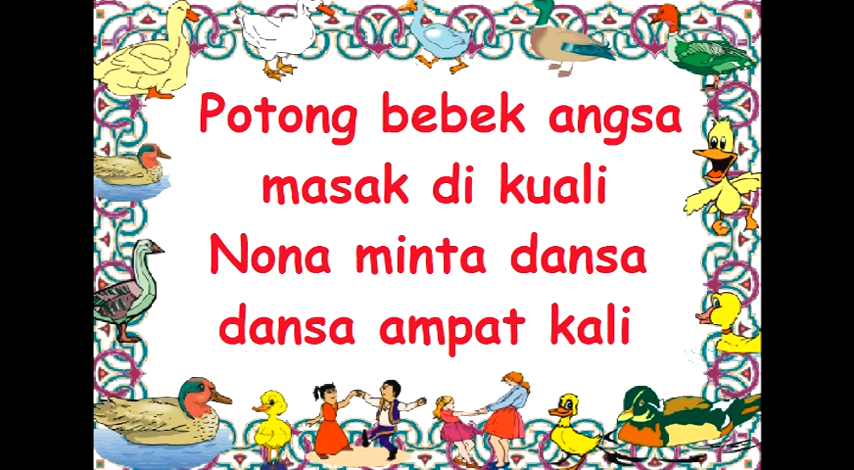 Potong bebek angsa
masak di kuali
Nona minta dansa
dansa ampat kali